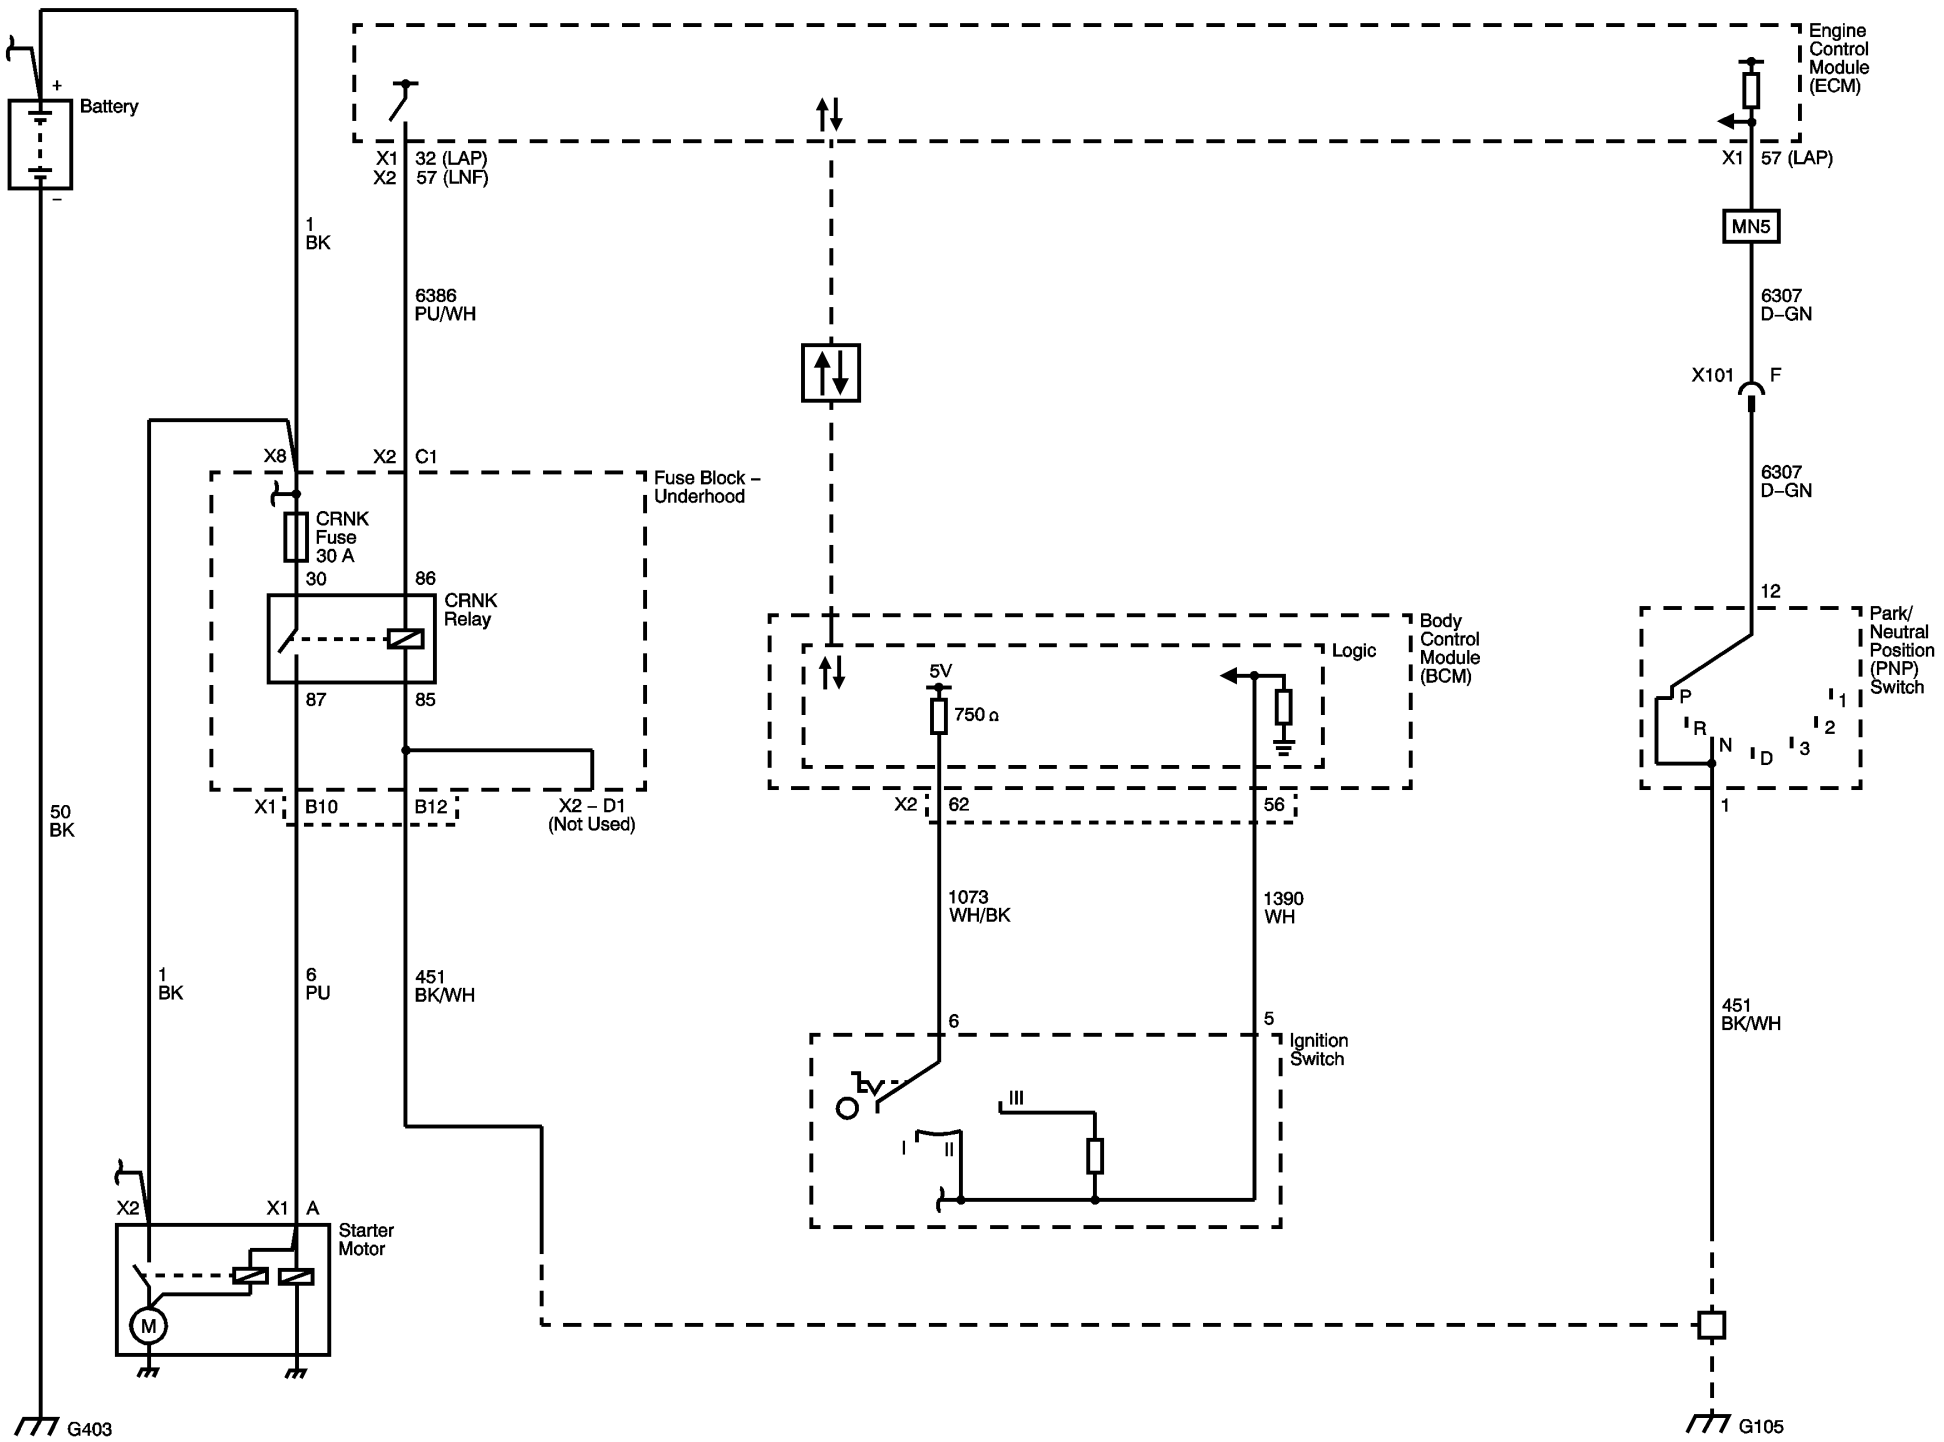 Engine
Control
Module
(ECM)
+
Battery
–
X1 32 (LAP)
X2 57 (LNF)
X1 57 (LAP)
MN5
1
BK
6386
PU/WH
6307
D–GN
X101 F
X8
X2 C1
Fuse Block –
Underhood
6307
D–GN
CRNK
Fuse
30 A
30
86
CRNK
Relay
87
85
12
Park/
Neutral
Position
(PNP)
Switch
P
R
N
D
3
2
1
Body
Control
Module
(BCM)
Logic
5V
750 Ω
X1 B10
B12
X2 – D1
(Not Used)
X2 62
56
1
50
BK
1073
WH/BK
1390
WH
1
BK
6
PU
451
BK/WH
451
BK/WH
6
5
Ignition
Switch
I
II
III
X2
X1 A
Starter
Motor
M
G403
G105